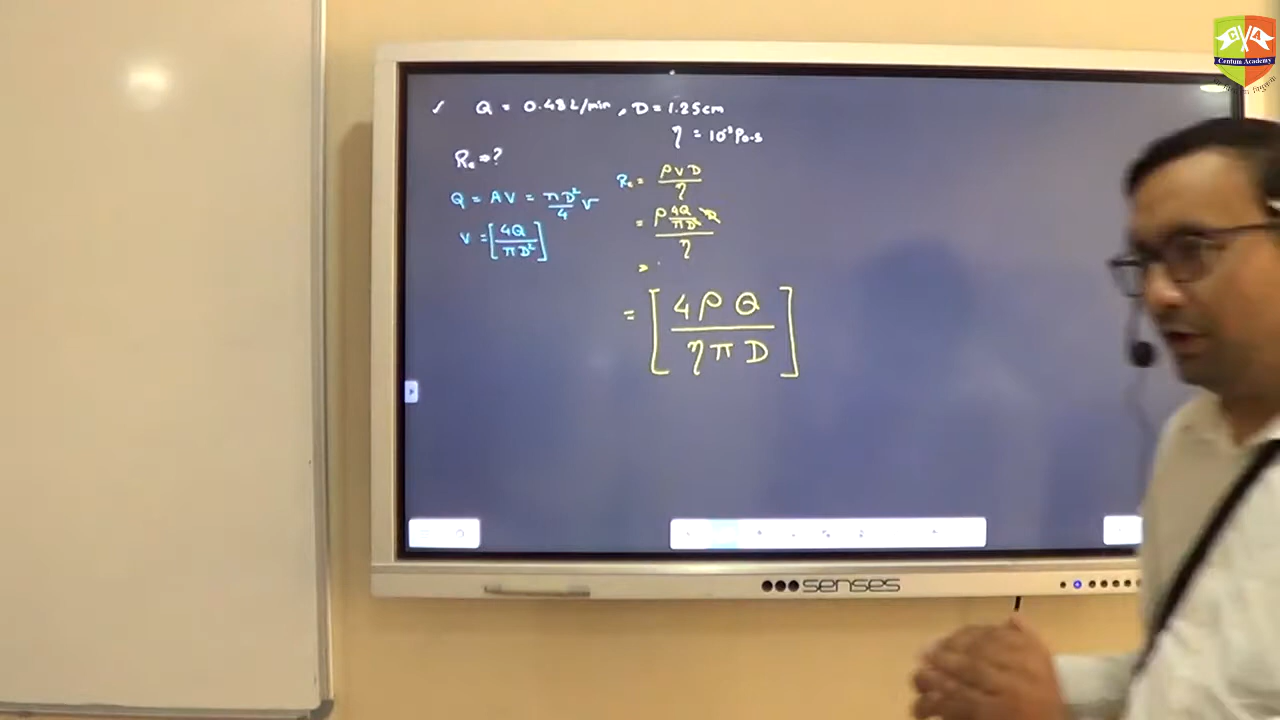 ✓ Q = 0.48 L/min, D = 1.25cm
η = 10⁻³ Pa-s
Re ⇒ ?
Q = AV = πD²/4 V
V = [4Q/πD²]
Re = ρVD/η
= ρ 4Q/πD² D / η
=
= [4ρQ/ηπD]
senses
CVA
Centum Academy